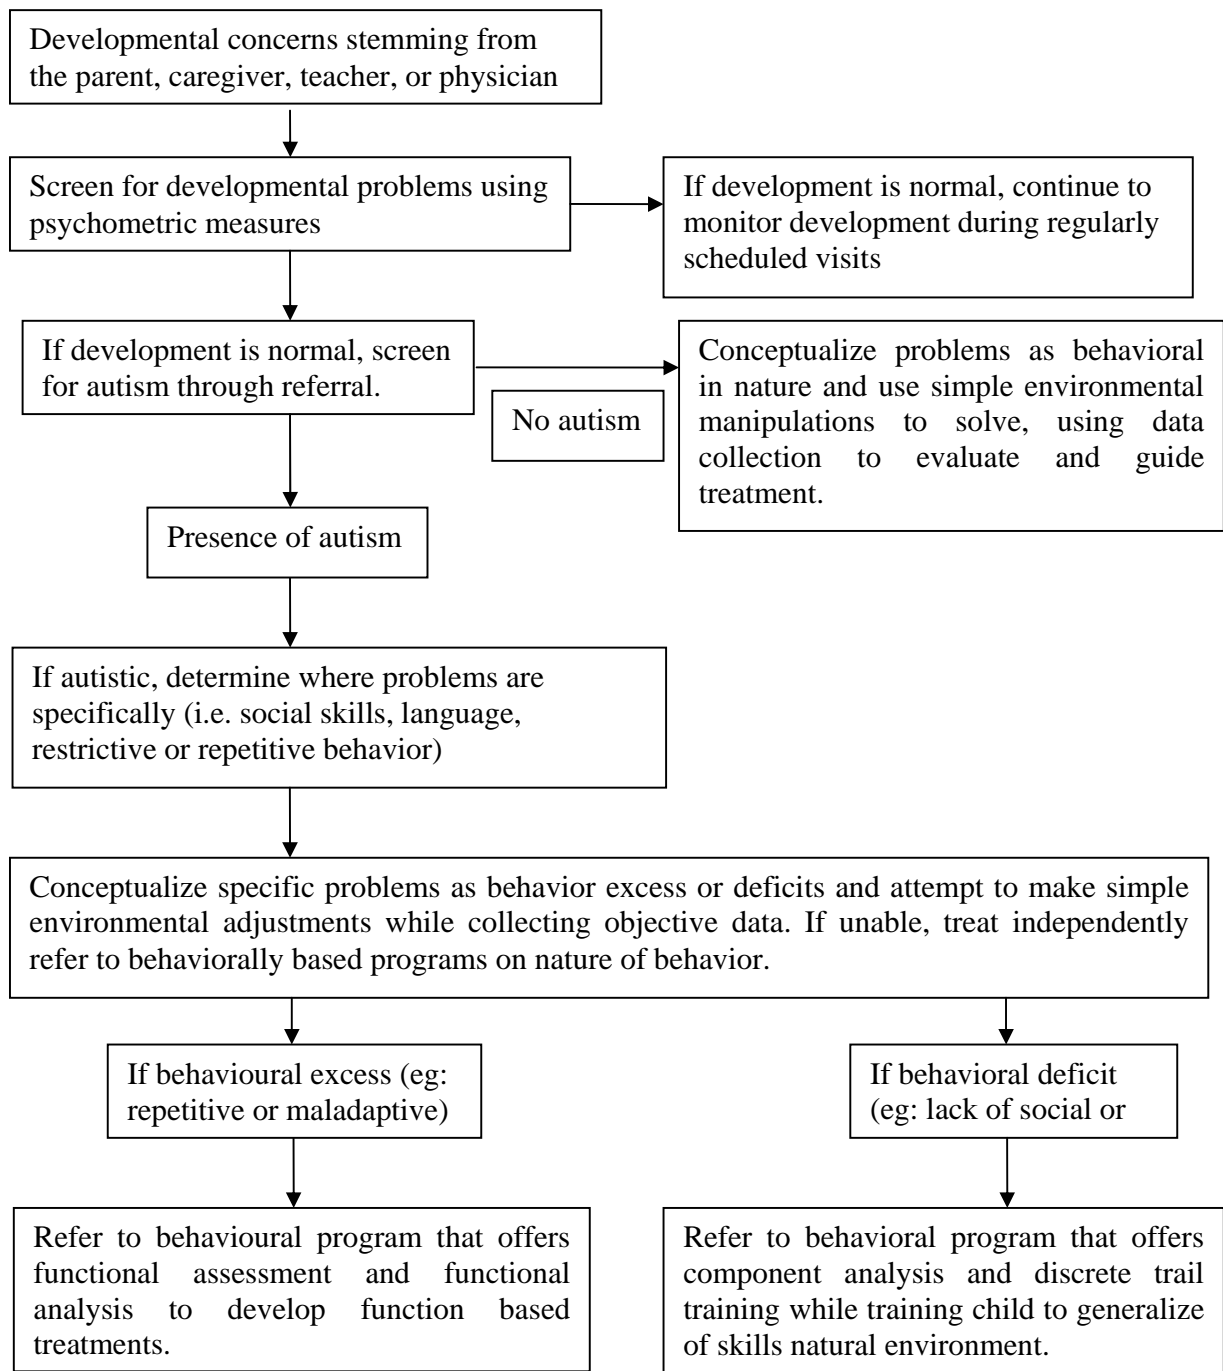 Developmental concerns stemming from
the parent, caregiver, teacher, or physician
Screen for developmental problems using
psychometric measures
If development is normal, continue to
monitor development during regularly
scheduled visits
If development is normal, screen
for autism through referral.
No autism
Conceptualize problems as behavioral
in nature and use simple environmental
manipulations to solve, using data
collection to evaluate and guide
treatment.
Presence of autism
If autistic, determine where problems are
specifically (i.e. social skills, language,
restrictive or repetitive behavior)
Conceptualize specific problems as behavior excess or deficits and attempt to make simple
environmental adjustments while collecting objective data. If unable, treat independently
refer to behaviorally based programs on nature of behavior.
If behavioural excess (eg:
repetitive or maladaptive)
If behavioral deficit
(eg: lack of social or
Refer to behavioural program that offers
functional assessment and functional
analysis to develop function based
treatments.
Refer to behavioral program that offers
component analysis and discrete trail
training while training child to generalize
of skills natural environment.